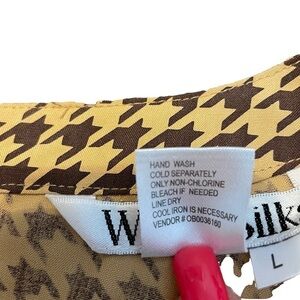 HAND WASH
COLD SEPARATELY
ONLY NON-CHLORINE
BLEACH IF NEEDED
LINE DRY
COOL IRON IS NECESSARY
VENDOR # OB0036160
W
ilks
L